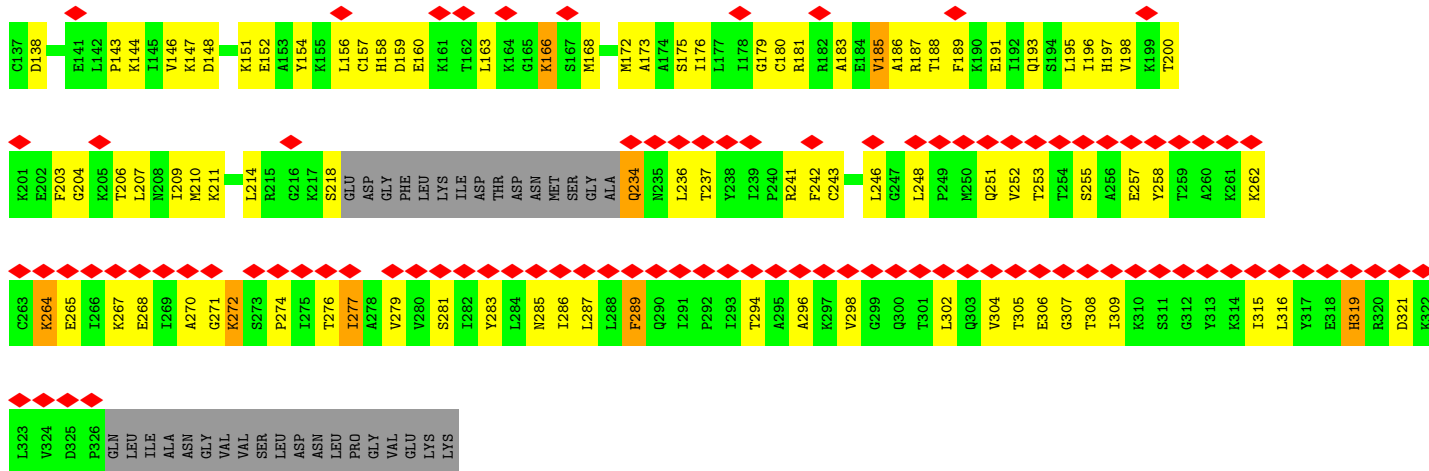 C137 D138 E141 L142 P143 K144 I145 V146 K147 D148 K151 E152 A153 Y154 K155 L156 C157 H158 D159 E160 K161 T162 L163 K164 G165 K166 S167 M168 M172 A173 A174 S175 I176 L177 I178 G179 C180 R181 R182 A183 E184 V185 A186 R187 T188 F189 K190 E191 I192 Q193 S194 L195 I196 H197 V198 K199 T200
K201 E202 F203 G204 K205 T206 L207 N208 I209 M210 K211 L214 R215 G216 K217 S218 GLU ASP GLY PHE LEU LYS ILE ASP THR ASP ASN MET SER GLY ALA Q234 N235 L236 T237 Y238 I239 P240 R241 F242 C243 L246 G247 L248 P249 M250 Q251 V252 T253 T254 S255 A256 E257 Y258 T259 A260 K261 K262
C263 K264 E265 I266 K267 E268 I269 A270 G271 K272 S273 P274 I275 T276 I277 A278 V279 V280 S281 I282 Y283 L284 N285 I286 L287 L288 F289 Q290 I291 P292 I293 T294 A295 A296 K297 V298 G299 Q300 T301 L302 Q303 V304 T305 E306 G307 T308 I309 K310 S311 G312 Y313 K314 I315 L316 Y317 E318 H319 R320 D321 K322
L323 V324 D325 P326 GLN LEU ILE ALA ASN GLY VAL VAL SER LEU ASP ASN LEU PRO GLY VAL GLU LYS LYS